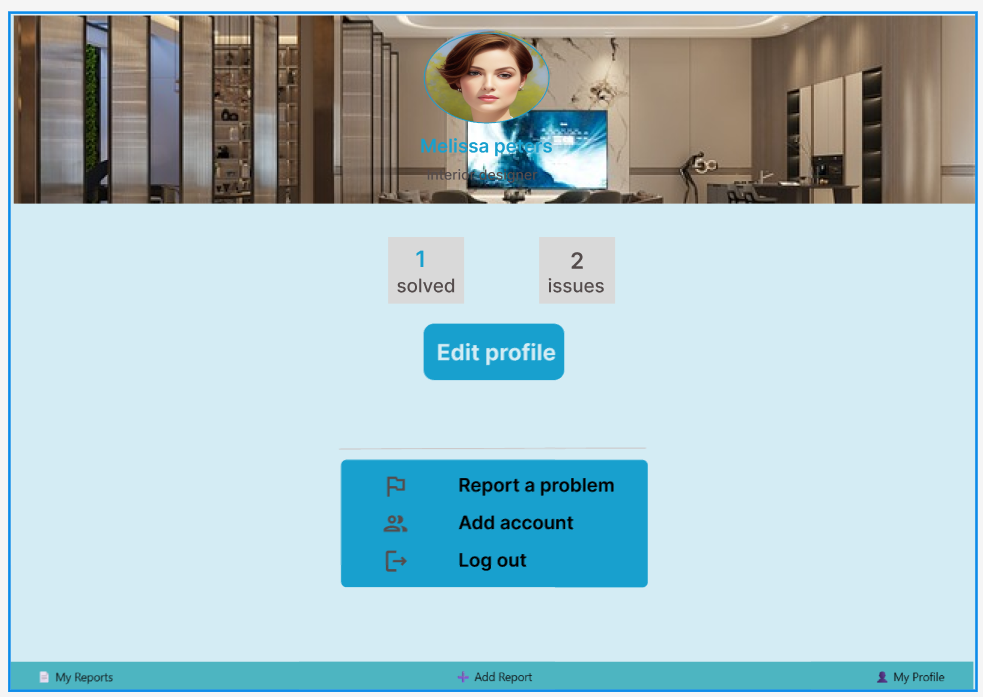 Melissa peters
interior designer
1
solved
2
issues
Edit profile
Report a problem
Add account
Log out
My Reports
Add Report
My Profile